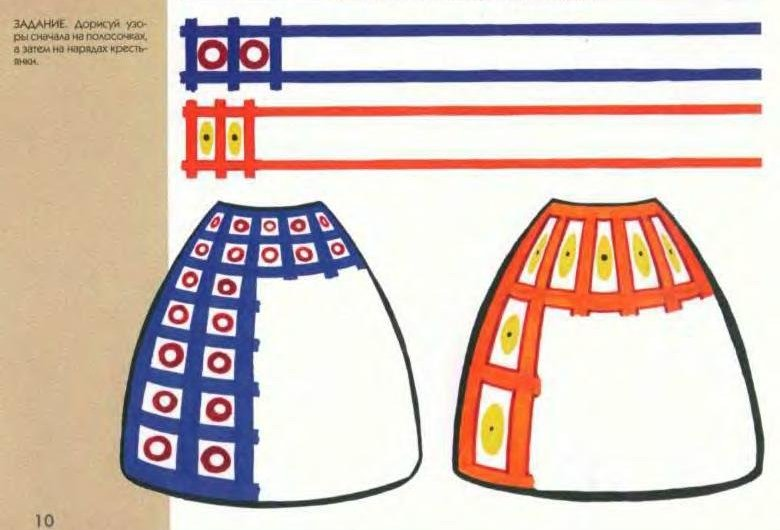 ЗАДАНИЕ. Дорисуй узо-
ры сначала на полосочках,
а затем на нарядах кресть-
янки.
10